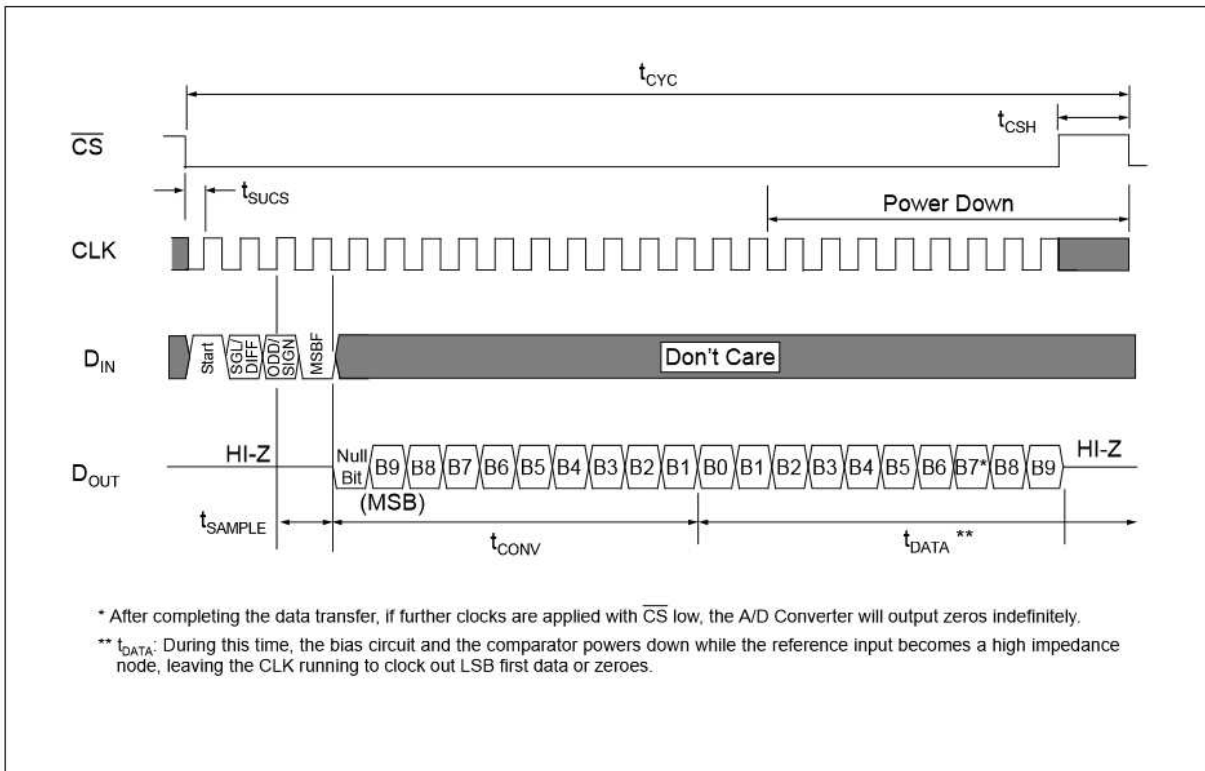 tCYC
tCSH
CS
tSUCS
Power Down
CLK
DIN
Start
SGL/
DIFF
ODD/
SIGN
MSBF
Don't Care
HI-Z
DOUT
Null
Bit
B9 B8 B7 B6 B5 B4 B3 B2 B1 B0 B1 B2 B3 B4 B5 B6 B7* B8 B9
HI-Z
(MSB)
tSAMPLE
tCONV
tDATA **
* After completing the data transfer, if further clocks are applied with CS low, the A/D Converter will output zeros indefinitely.
** tDATA: During this time, the bias circuit and the comparator powers down while the reference input becomes a high impedance
node, leaving the CLK running to clock out LSB first data or zeroes.